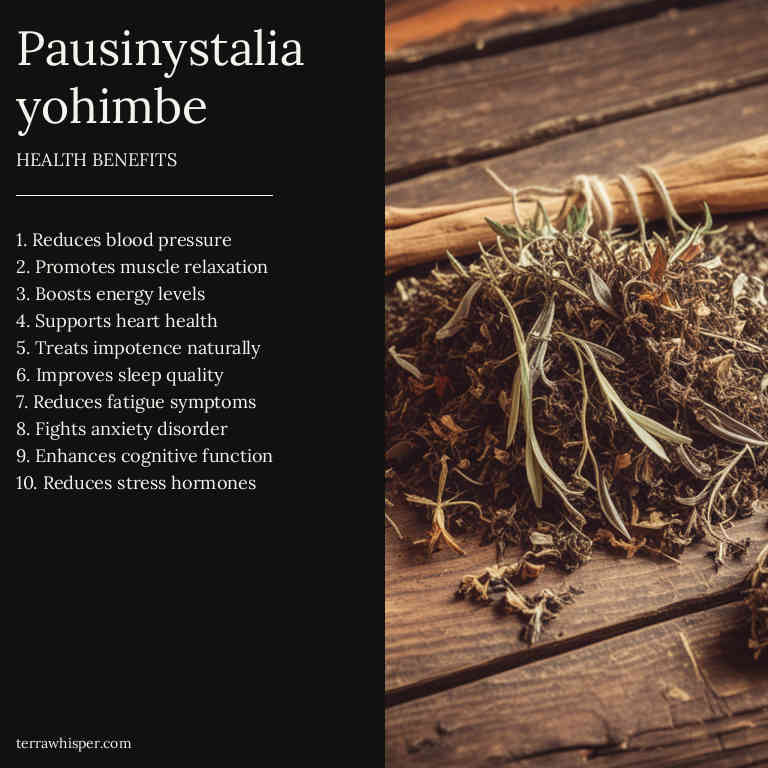 Pausinystalia
yohimbe
HEALTH BENEFITS
1. Reduces blood pressure
2. Promotes muscle relaxation
3. Boosts energy levels
4. Supports heart health
5. Treats impotence naturally
6. Improves sleep quality
7. Reduces fatigue symptoms
8. Fights anxiety disorder
9. Enhances cognitive function
10. Reduces stress hormones
terrawhisper.com